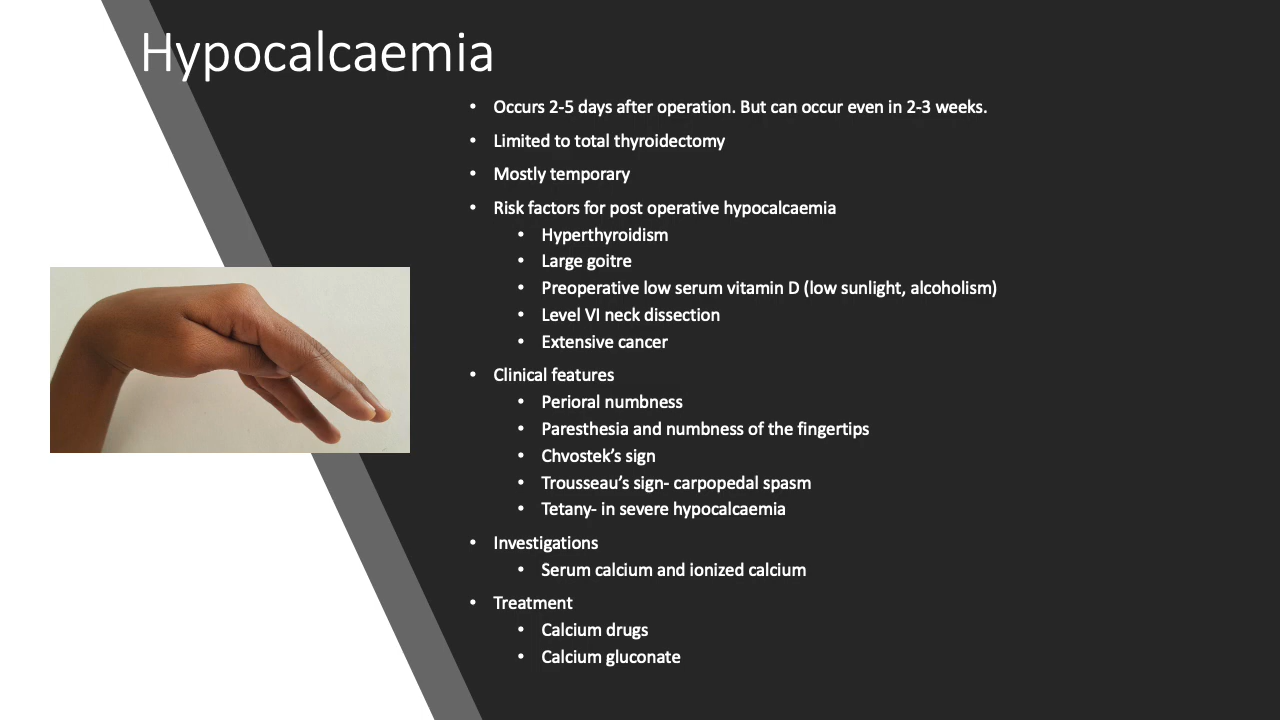 Hypocalcaemia
• Occurs 2-5 days after operation. But can occur even in 2-3 weeks.
• Limited to total thyroidectomy
• Mostly temporary
• Risk factors for post operative hypocalcaemia
• Hyperthyroidism
• Large goitre
• Preoperative low serum vitamin D (low sunlight, alcoholism)
• Level VI neck dissection
• Extensive cancer
• Clinical features
• Perioral numbness
• Paresthesia and numbness of the fingertips
• Chvostek’s sign
• Trousseau’s sign- carpopedal spasm
• Tetany- in severe hypocalcaemia
• Investigations
• Serum calcium and ionized calcium
• Treatment
• Calcium drugs
• Calcium gluconate